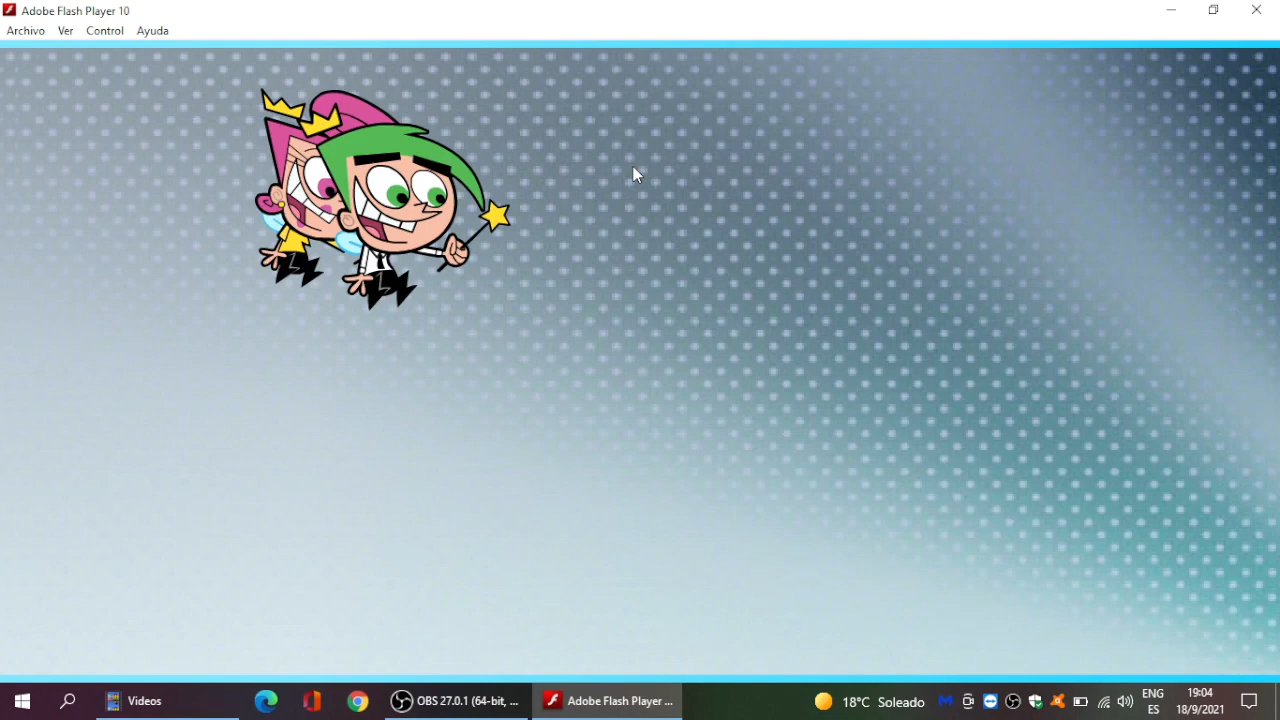 Adobe Flash Player 10
Archivo Ver Control Ayuda
Videos
OBS 27.0.1 (64-bit, ...
Adobe Flash Player ...
18°C Soleado
ENG
ES
19:04
18/9/2021